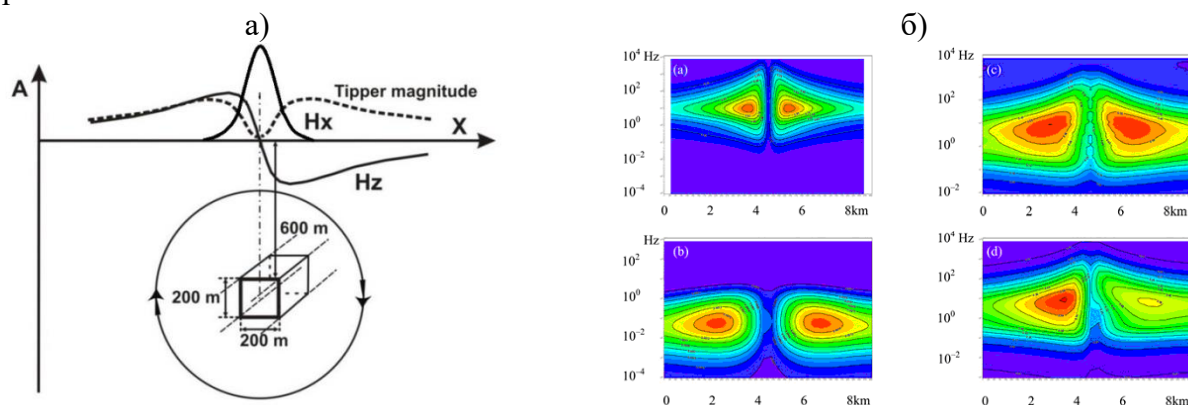 а)
б)
A
Tipper magnitude
Hx
X
Hz
600 m
200 m
200 m
10⁴ Hz
(a)
10²
10⁰
10⁻²
10⁻⁴
0 2 4 6 8km
10⁴ Hz
(c)
10²
10⁰
10⁻²
0 2 4 6 8km
Hz
(b)
10²
10⁰
10⁻²
10⁻⁴
0 2 4 6 8km
10⁴ Hz
(d)
10²
10⁰
10⁻²
0 2 4 6 8km